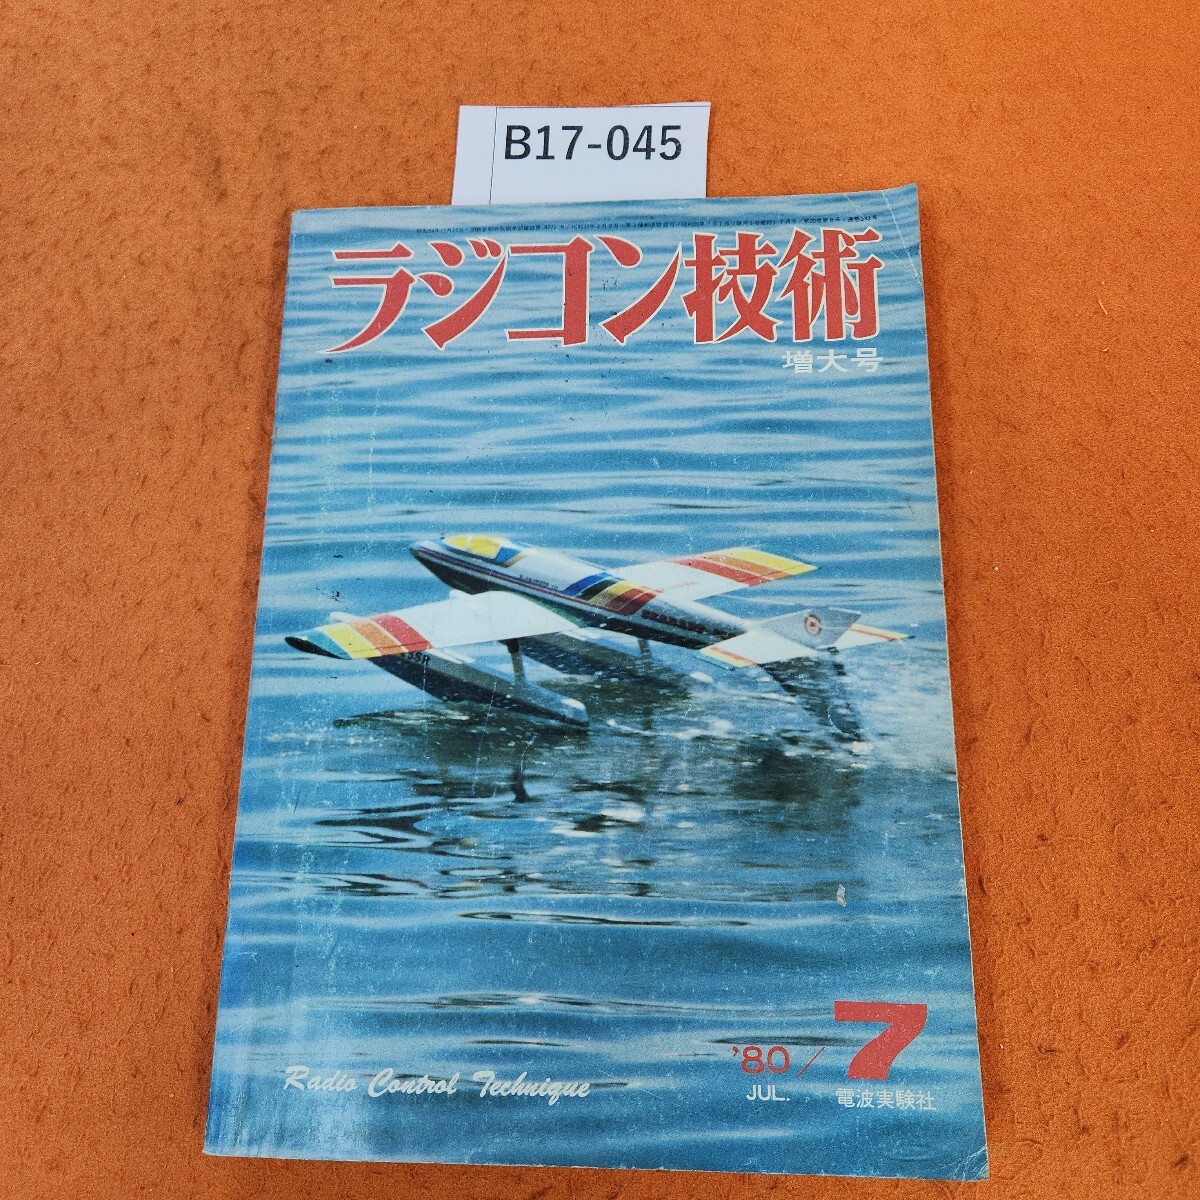 B17-045
ラジコン技術
増大号
'80/7
JUL.
電波実験社
Radio Control Technique